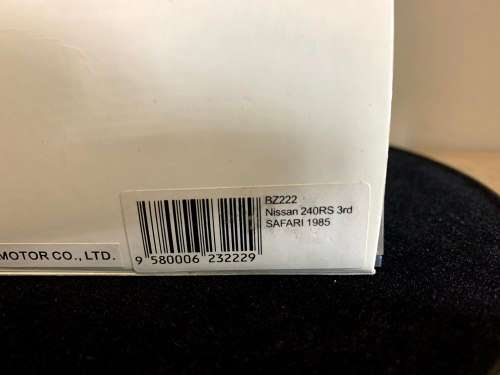 BZ222
Nissan 240RS 3rd
SAFARI 1985
MOTOR CO., LTD.
9 580006 232229